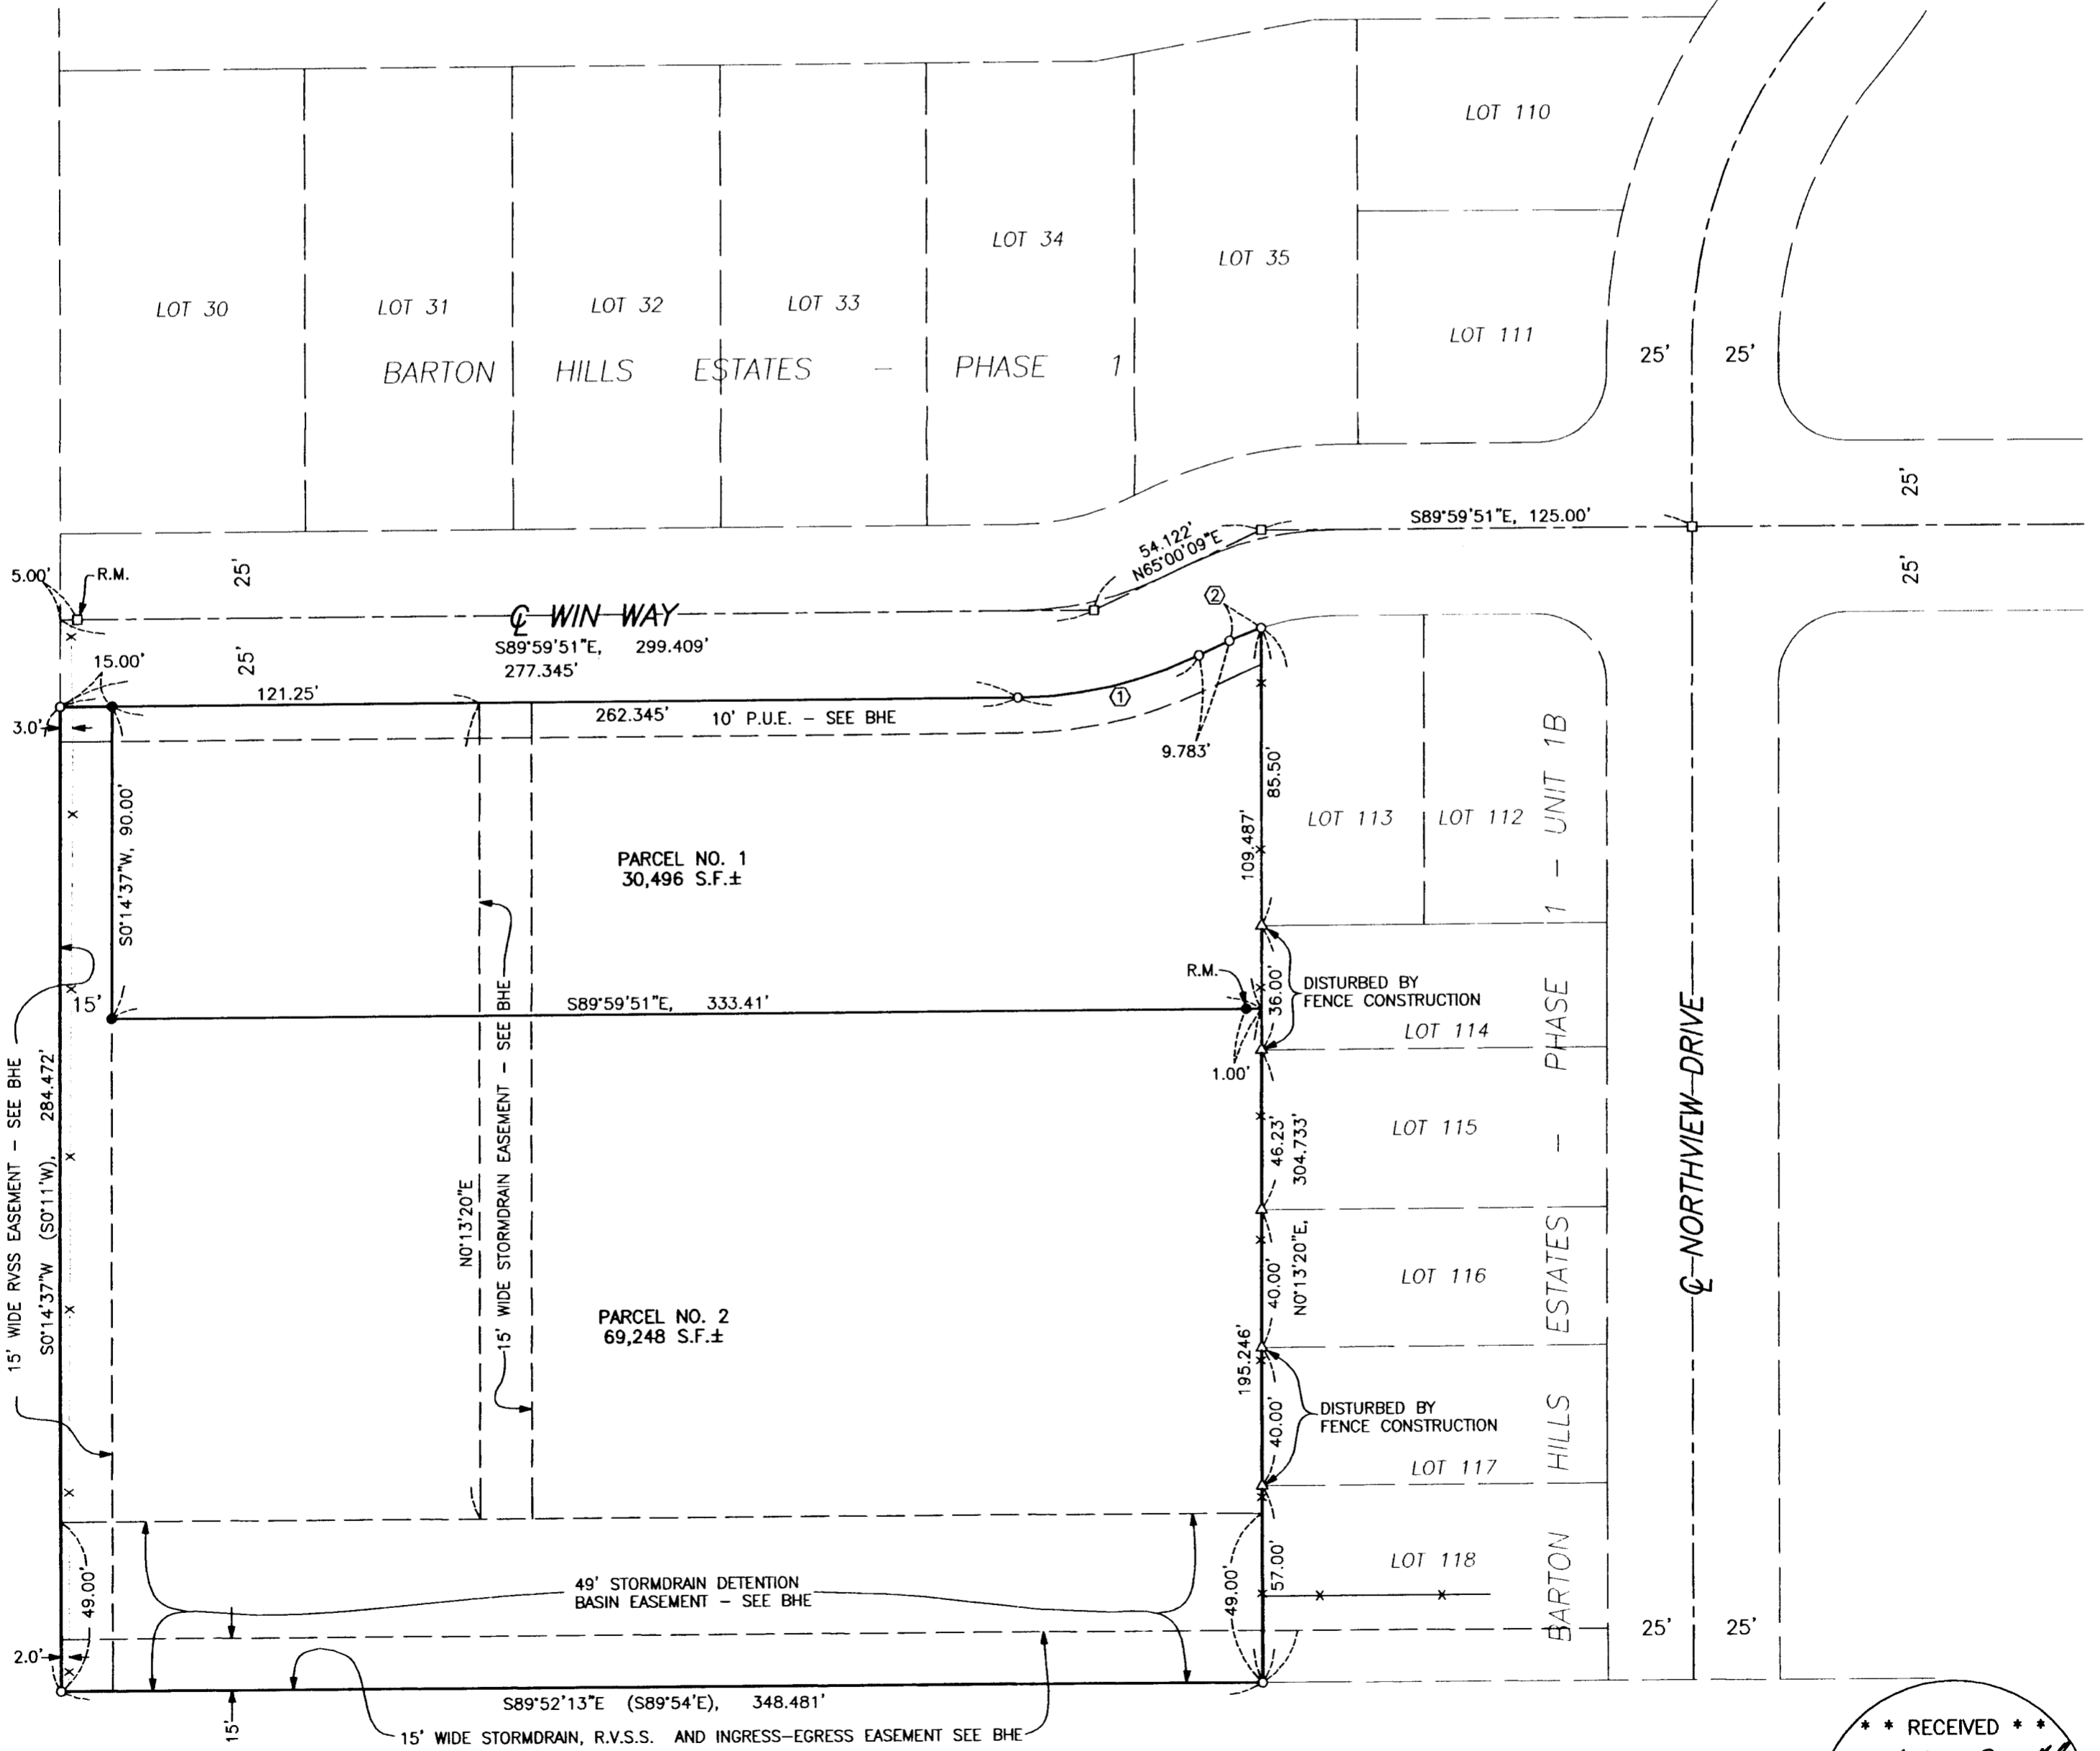 LOT 110
LOT 34
LOT 35
LOT 30
LOT 31
LOT 32
LOT 33
LOT 111
25'
25'
BARTON HILLS ESTATES - PHASE 1
25'
S89°59'51"E, 125.00'
54.122'
N65°00'09"E
5.00'
R.M.
25'
25'
℄ WIN WAY
S89°59'51"E, 299.409'
277.345'
25'
15.00'
121.25'
262.345'
10' P.U.E. - SEE BHE
1
2
9.783'
3.0'
S0°14'37"W, 90.00'
85.50'
109.487'
LOT 113
LOT 112
PARCEL NO. 1
30,496 S.F.±
R.M.
36.00'
DISTURBED BY
FENCE CONSTRUCTION
15'
S89°59'51"E, 333.41'
LOT 114
1.00'
15' WIDE RVSS EASEMENT - SEE BHE
S0°14'37"W (S0°11'W), 284.472'
N0°13'20"E
15' WIDE STORMDRAIN EASEMENT - SEE BHE
LOT 115
46.23'
N0°13'20"E, 304.733'
BARTON HILLS ESTATES - PHASE 1 - UNIT 1B
℄ NORTHVIEW DRIVE
LOT 116
40.00'
PARCEL NO. 2
69,248 S.F.±
195.246'
40.00'
DISTURBED BY
FENCE CONSTRUCTION
LOT 117
49.00'
49' STORMDRAIN DETENTION
BASIN EASEMENT - SEE BHE
49.00'
57.00'
LOT 118
25'
25'
2.0'
S89°52'13"E (S89°54'E), 348.481'
15'
15' WIDE STORMDRAIN, R.V.S.S. AND INGRESS-EGRESS EASEMENT SEE BHE
* * RECEIVED * *